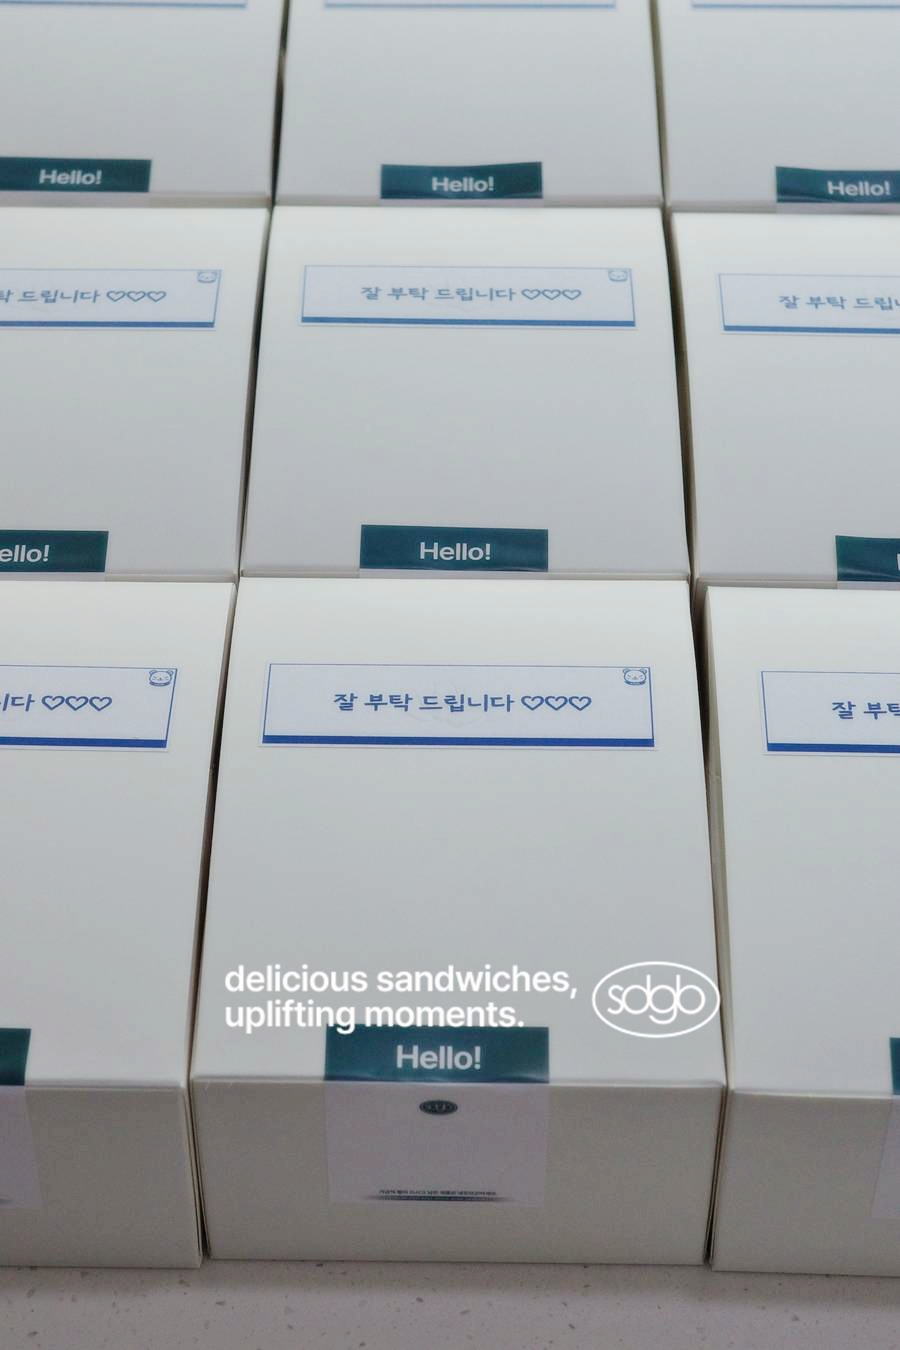 Hello!
Hello!
Hello!
탁 드립니다 ♡♡♡
잘 부탁 드립니다 ♡♡♡
잘 부탁 드립니
ello!
Hello!
니다 ♡♡♡
잘 부탁 드립니다 ♡♡♡
잘 부탁
delicious sandwiches,
uplifting moments.
sdgb
Hello!